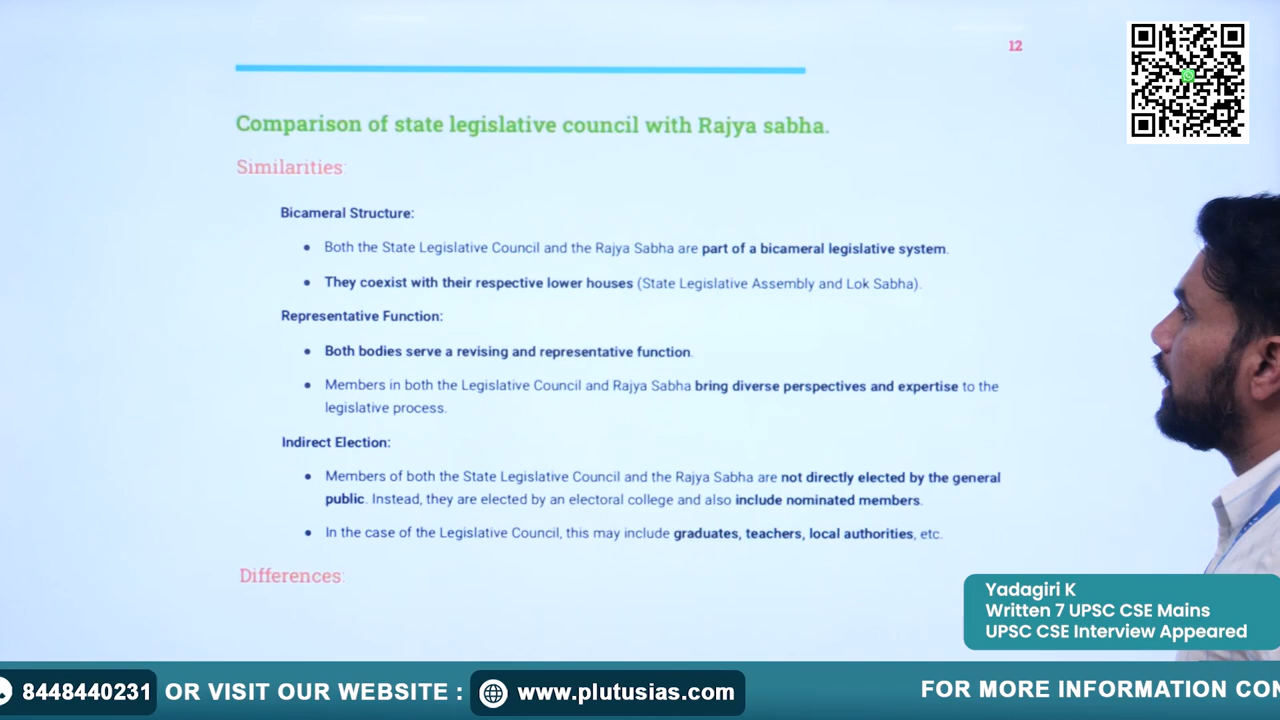 12
Comparison of state legislative council with Rajya sabha.
Similarities:
Bicameral Structure:
● Both the State Legislative Council and the Rajya Sabha are part of a bicameral legislative system.
● They coexist with their respective lower houses (State Legislative Assembly and Lok Sabha).
Representative Function:
● Both bodies serve a revising and representative function.
● Members in both the Legislative Council and Rajya Sabha bring diverse perspectives and expertise to the
legislative process.
Indirect Election:
● Members of both the State Legislative Council and the Rajya Sabha are not directly elected by the general
public. Instead, they are elected by an electoral college and also include nominated members.
● In the case of the Legislative Council, this may include graduates, teachers, local authorities, etc.
Differences:
Yadagiri K
Written 7 UPSC CSE Mains
UPSC CSE Interview Appeared
8448440231 OR VISIT OUR WEBSITE : www.plutusias.com FOR MORE INFORMATION CON